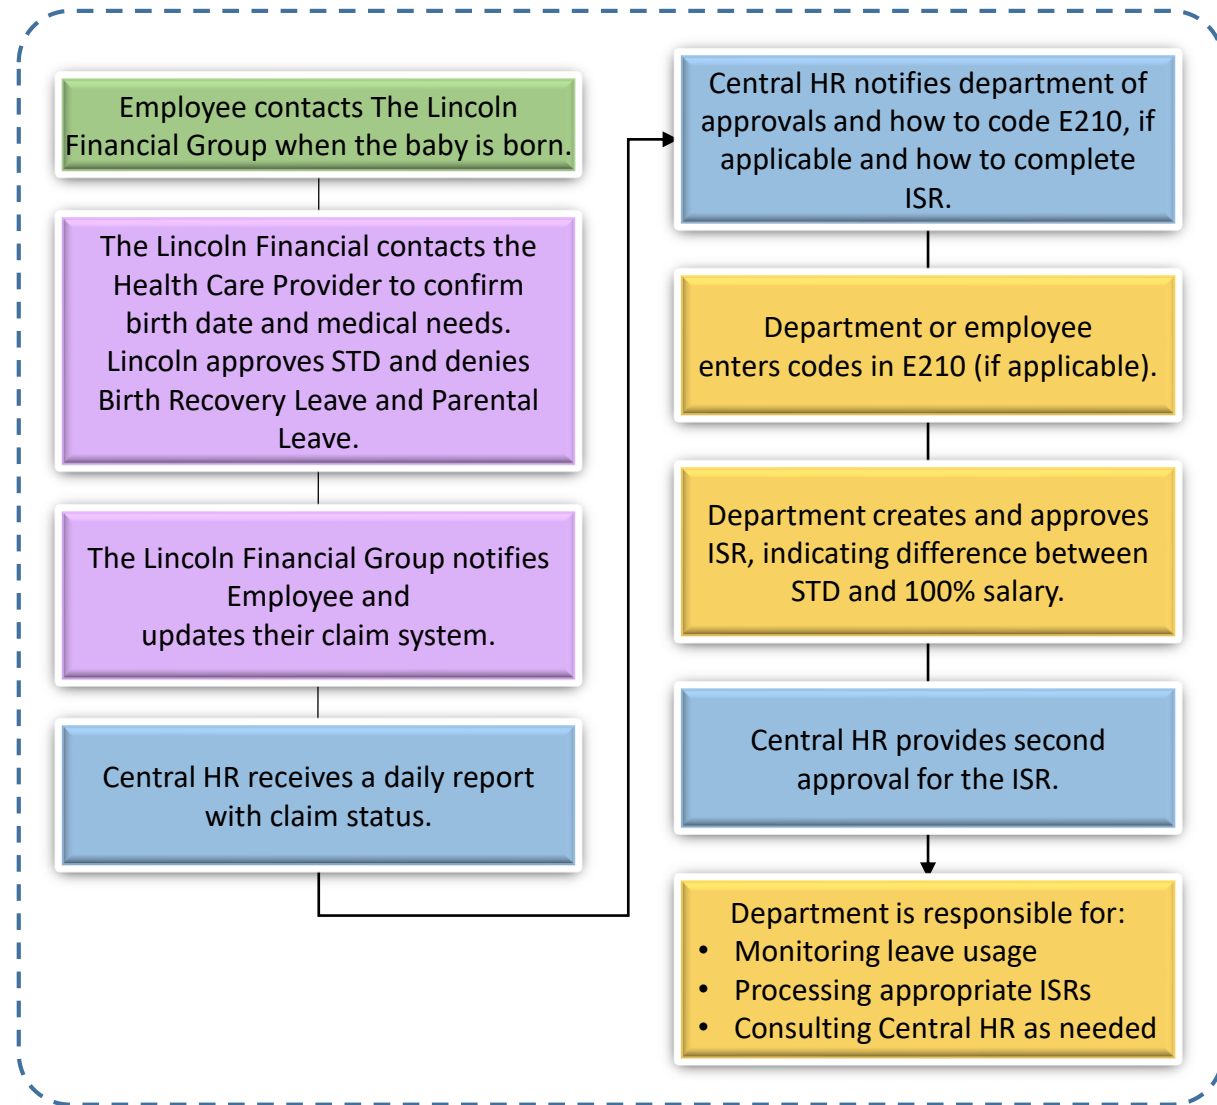 Employee contacts The Lincoln
Financial Group when the baby is born.
The Lincoln Financial contacts the
Health Care Provider to confirm
birth date and medical needs.
Lincoln approves STD and denies
Birth Recovery Leave and Parental
Leave.
The Lincoln Financial Group notifies
Employee and
updates their claim system.
Central HR receives a daily report
with claim status.
Central HR notifies department of
approvals and how to code E210, if
applicable and how to complete
ISR.
Department or employee
enters codes in E210 (if applicable).
Department creates and approves
ISR, indicating difference between
STD and 100% salary.
Central HR provides second
approval for the ISR.
Department is responsible for:
• Monitoring leave usage
• Processing appropriate ISRs
• Consulting Central HR as needed